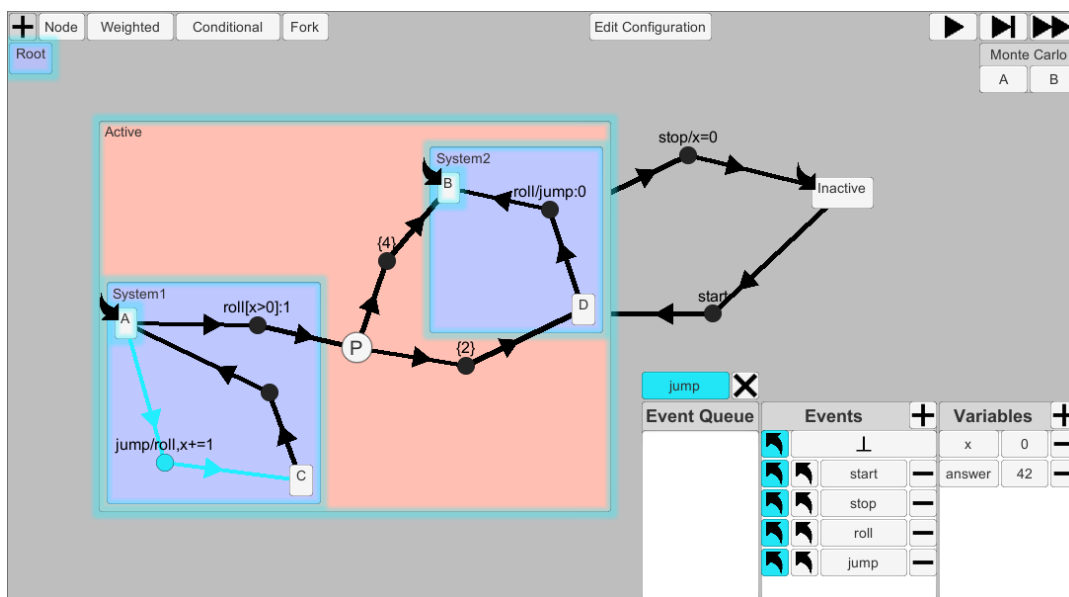 Node Weighted Conditional Fork Edit Configuration
Root
Monte Carlo
A B
Active
stop/x=0
System2
B
Inactive
roll/jump:0
{4}
System1
A
roll[x>0]:1
start
D
P
{2}
jump
Event Queue Events Variables
⊥ x 0
start answer 42
stop
roll
jump
jump/roll,x+=1
C